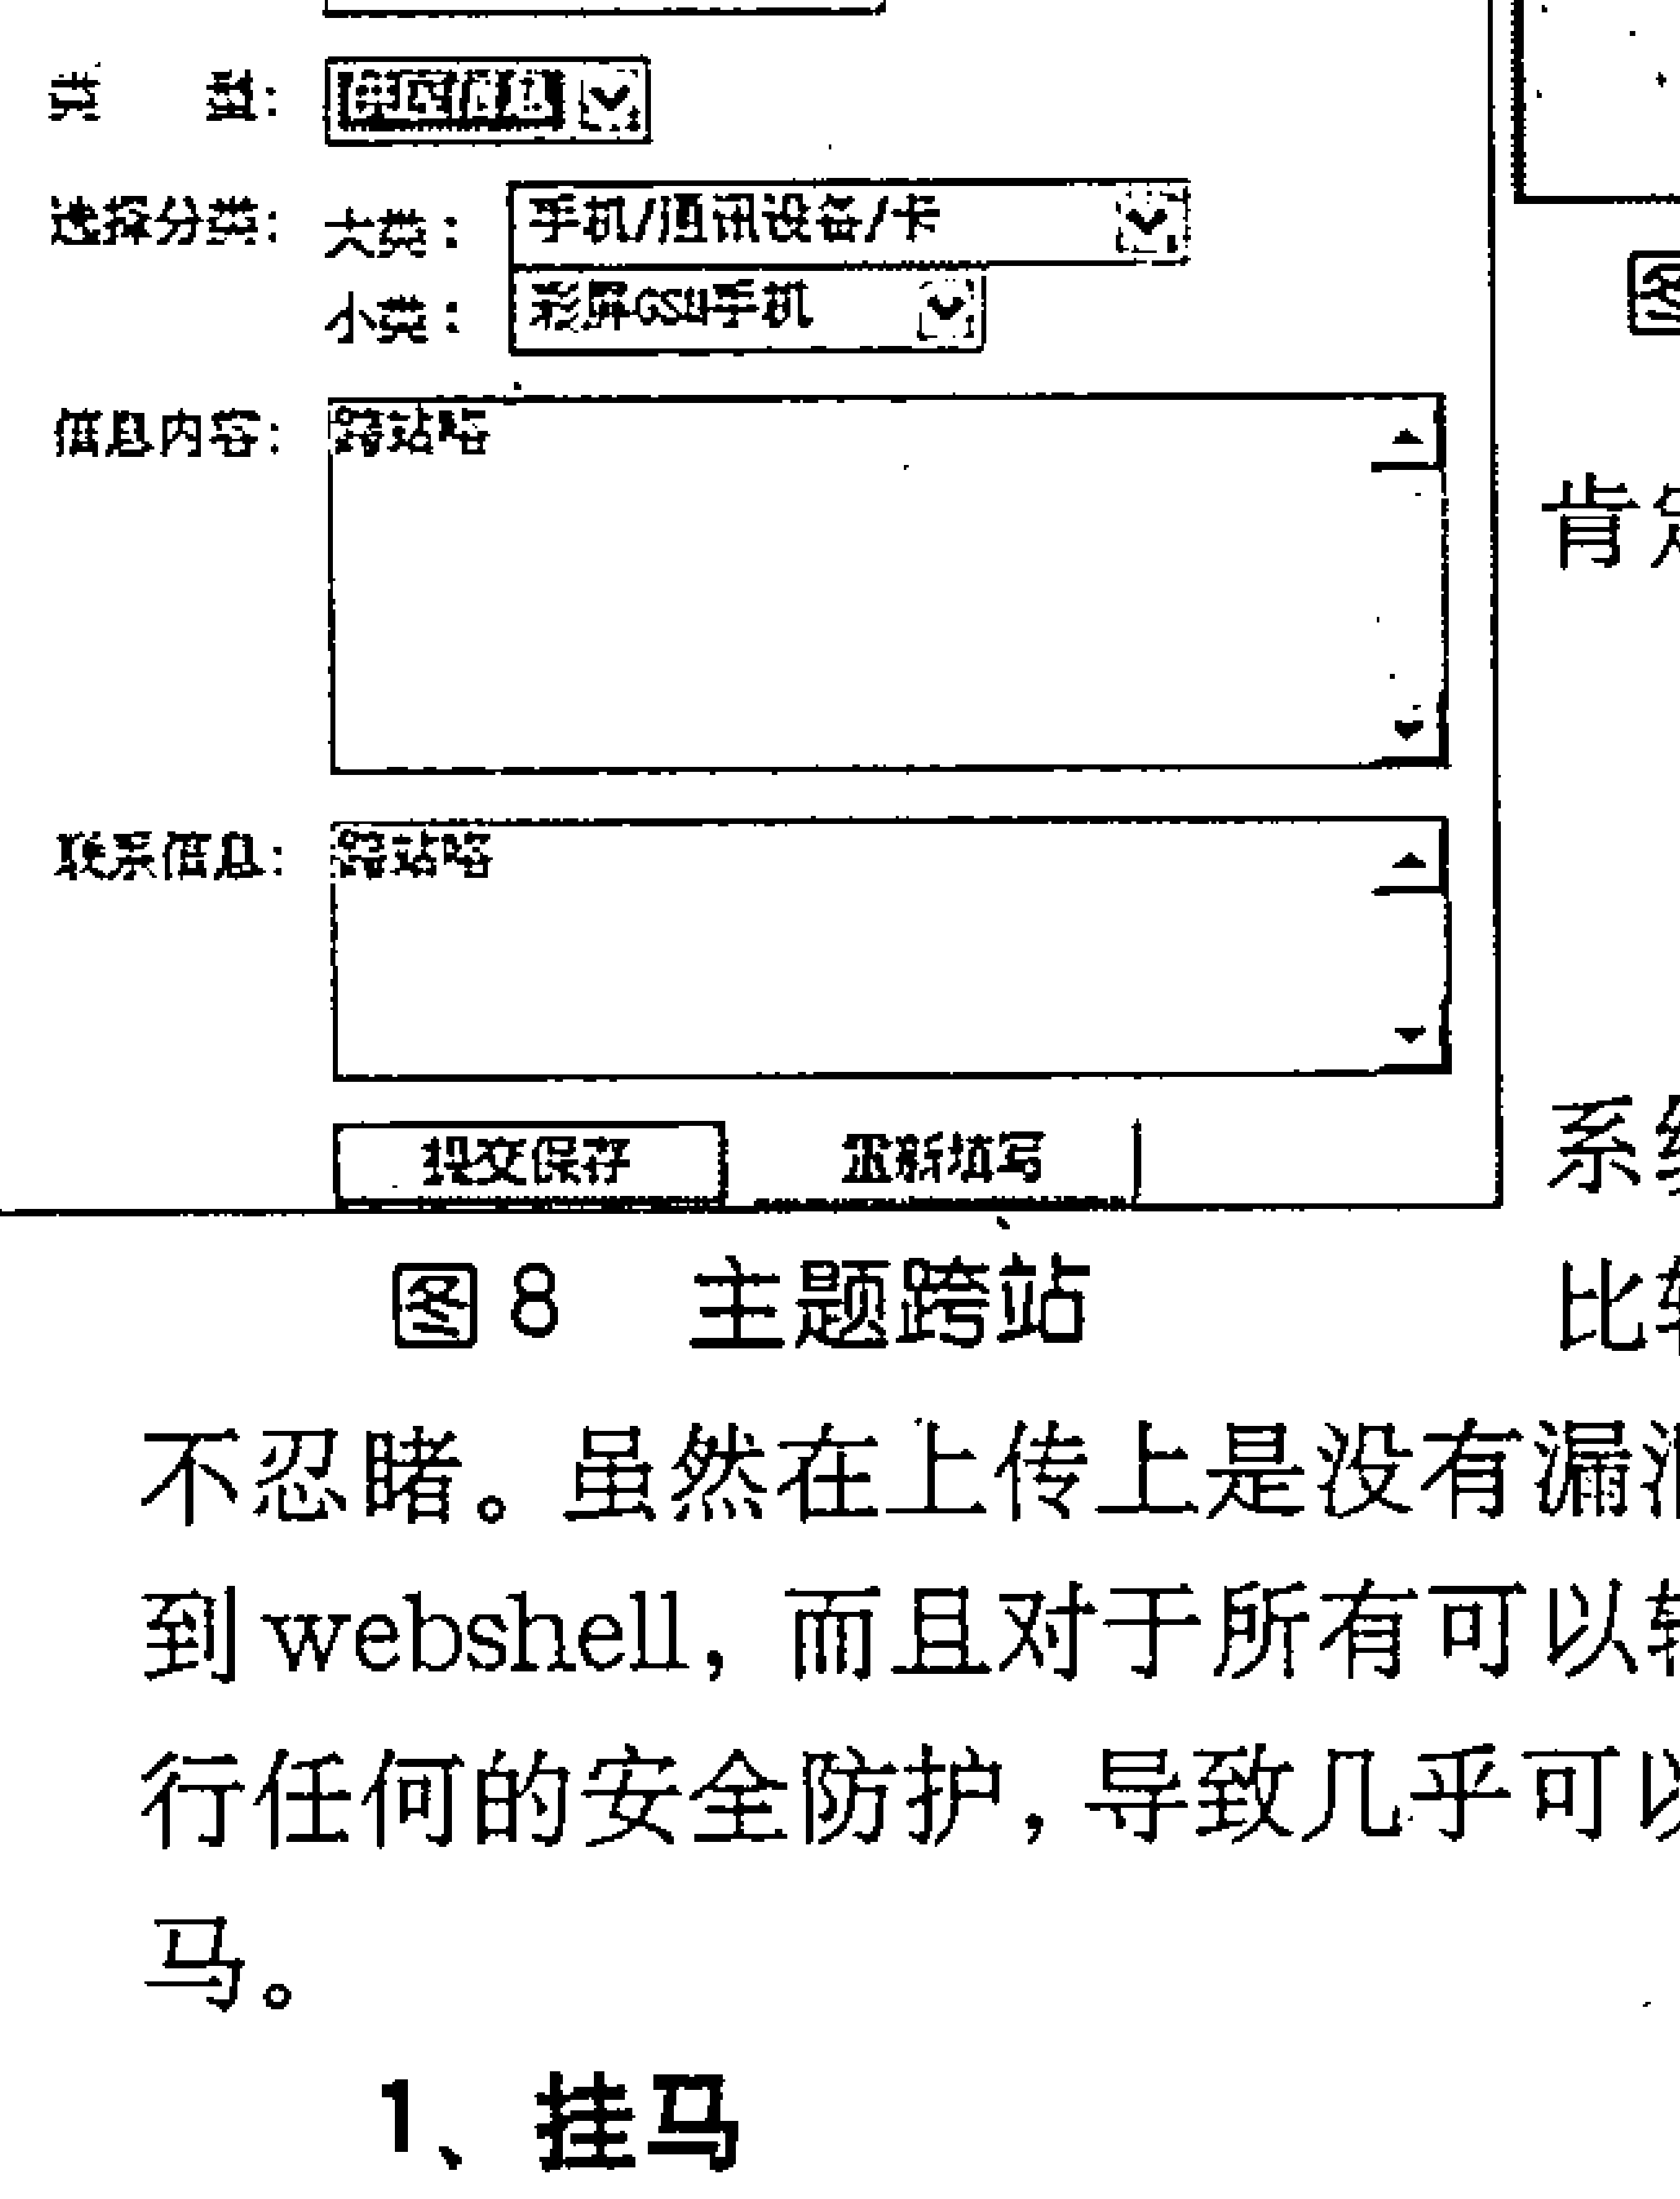 类 型:
选择分类: 大类: 手机/通讯设备/卡
小类: 彩屏GSM手机
信息内容: 跨站咯
联系信息: 跨站咯
提交保存 重新填写
图8 主题跨站
不忍睹。虽然在上传上是没有漏
到webshell，而且对于所有可以
行任何的安全防护，导致几乎可以
马。
1、挂马
图
肯
系
比